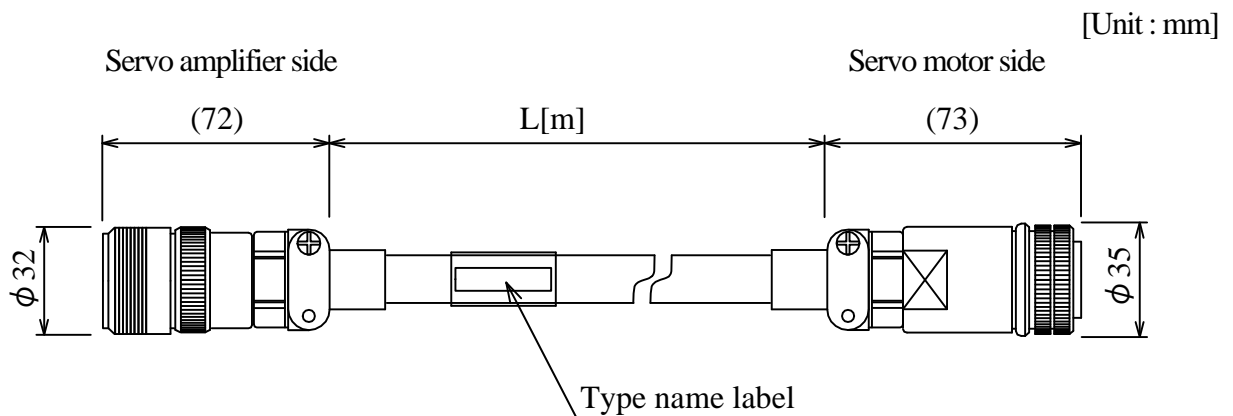 [Unit : mm]
Servo amplifier side
Servo motor side
(72)
L[m]
(73)
ϕ32
ϕ35
Type name label